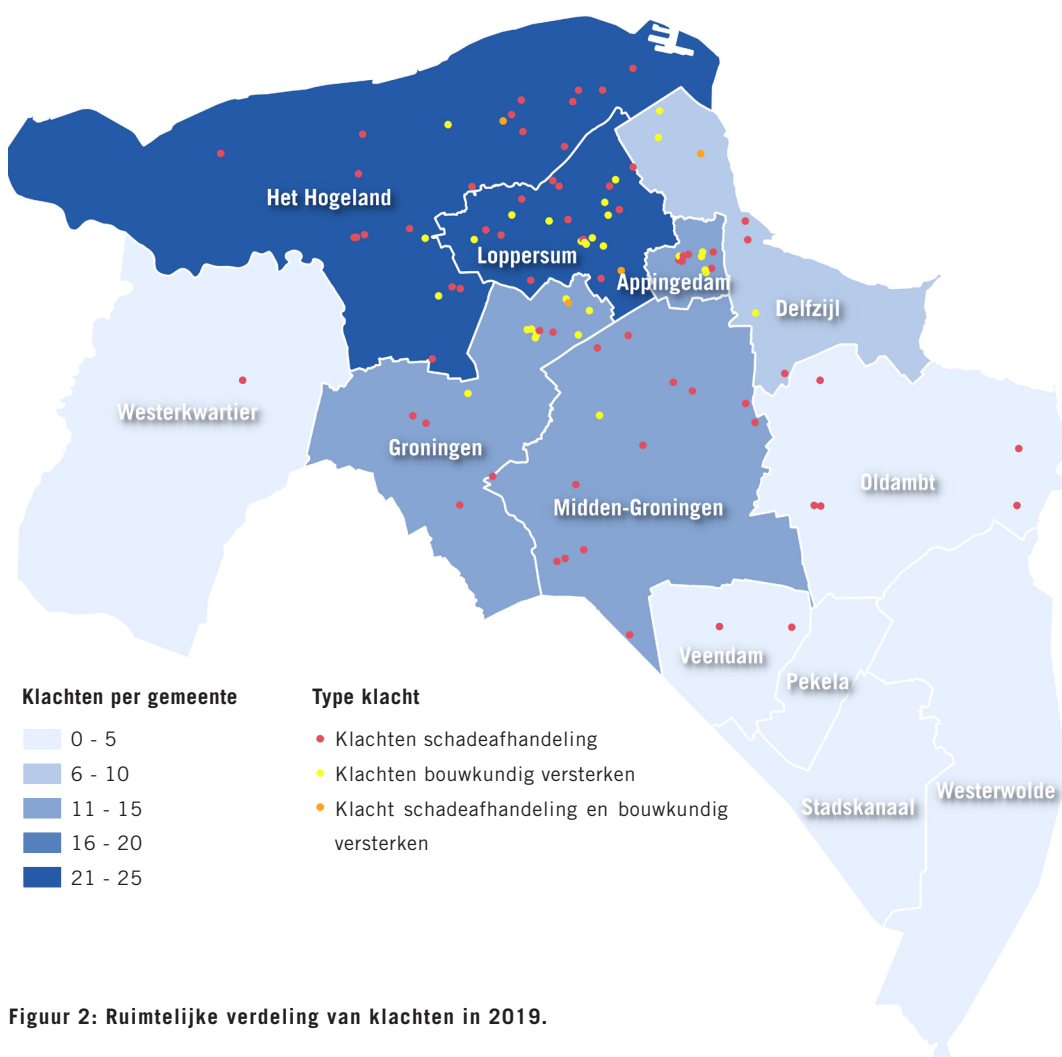 Het Hogeland
Loppersum
Appingedam
Delfzijl
Westerkwartier
Groningen
Oldambt
Midden-Groningen
Veendam
Pekela
Stadskanaal
Westerwolde
Klachten per gemeente
0 - 5
6 - 10
11 - 15
16 - 20
21 - 25
Type klacht
Klachten schadeafhandeling
Klachten bouwkundig versterken
Klacht schadeafhandeling en bouwkundig
versterken
Figuur 2: Ruimtelijke verdeling van klachten in 2019.